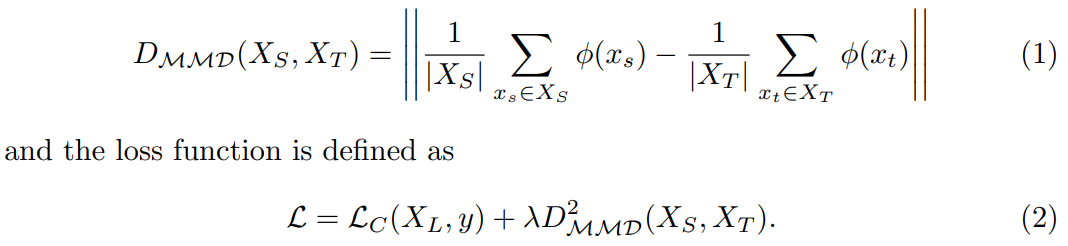 D_{\mathcal{MMD}}(X_S, X_T) = \left|\left| \frac{1}{|X_S|} \sum_{x_s \in X_S} \phi(x_s) - \frac{1}{|X_T|} \sum_{x_t \in X_T} \phi(x_t) \right|\right| (1)
and the loss function is defined as
\mathcal{L} = \mathcal{L}_C(X_L, y) + \lambda D^2_{\mathcal{MMD}}(X_S, X_T). (2)